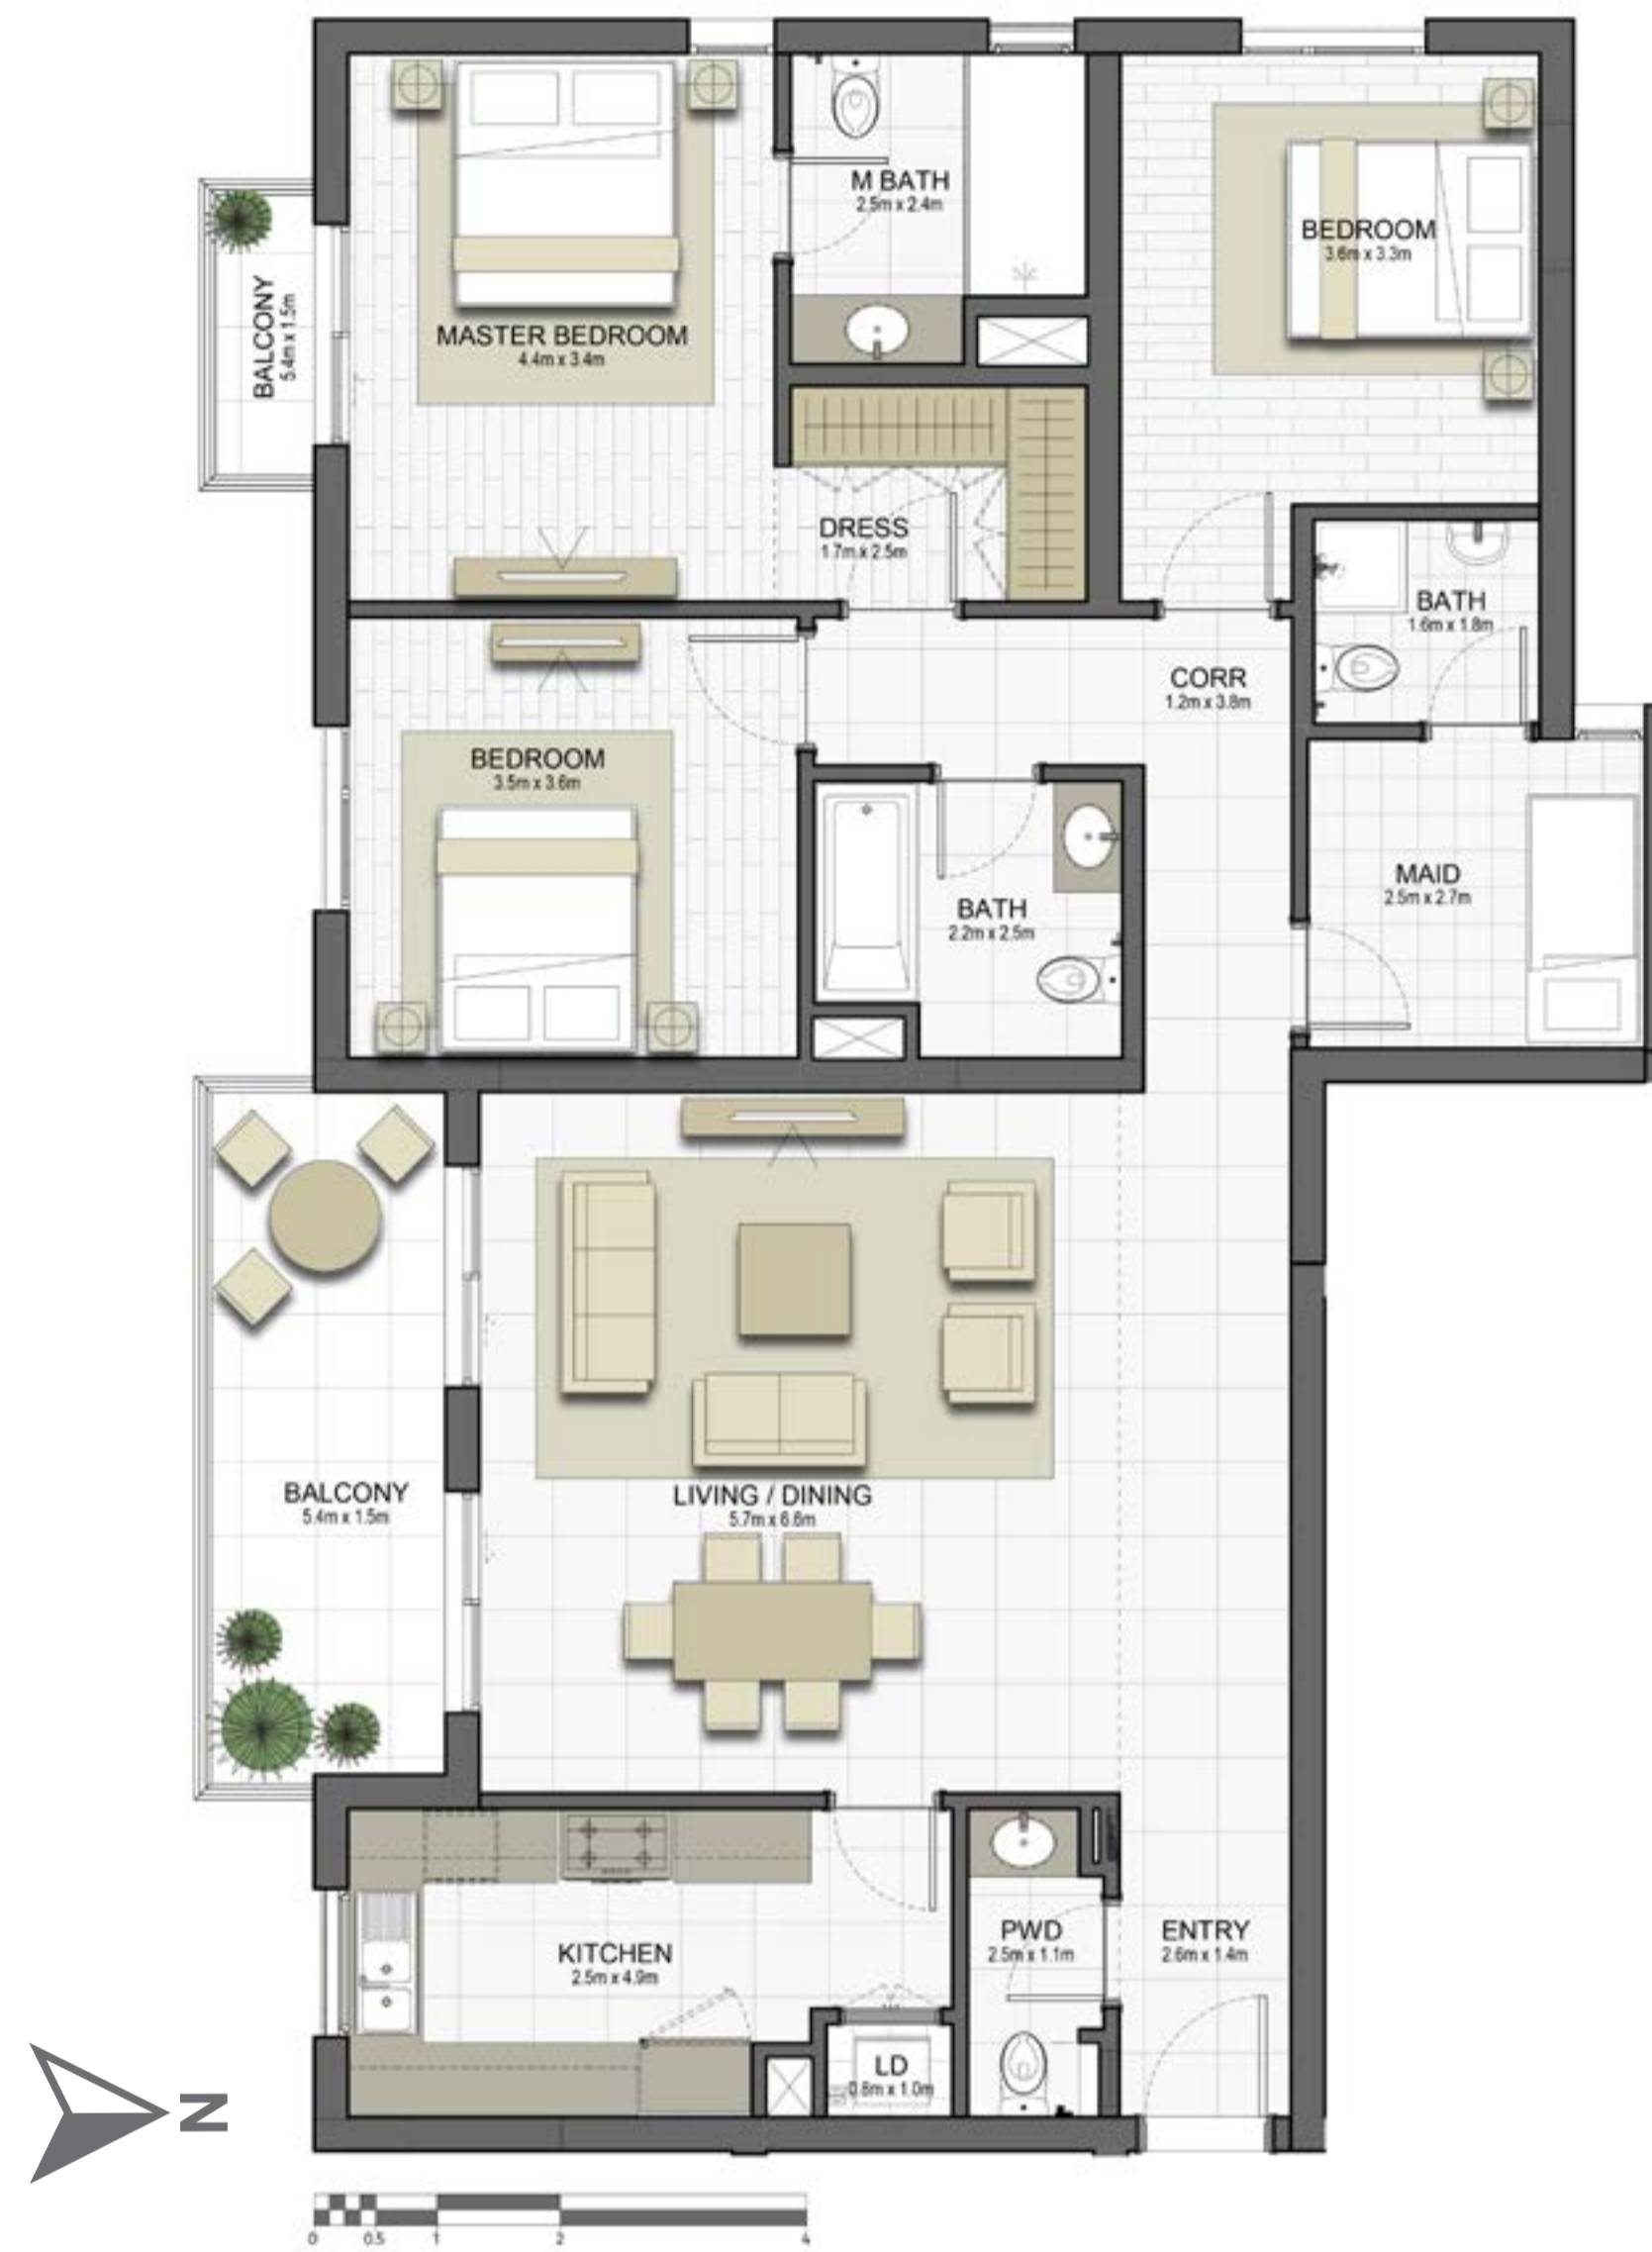 M BATH
2.5m x 2.4m
BEDROOM
3.6m x 3.3m
BALCONY
5.4m x 1.5m
MASTER BEDROOM
4.4m x 3.4m
DRESS
1.7m x 2.5m
BATH
1.6m x 1.8m
CORR
1.2m x 3.8m
BEDROOM
3.5m x 3.6m
MAID
2.5m x 2.7m
BATH
2.2m x 2.5m
BALCONY
5.4m x 1.5m
LIVING / DINING
5.7m x 6.6m
KITCHEN
2.5m x 4.9m
PWD
2.5m x 1.1m
ENTRY
2.6m x 1.4m
LD
0.8m x 1.0m
N
0 0.5 1 2 4